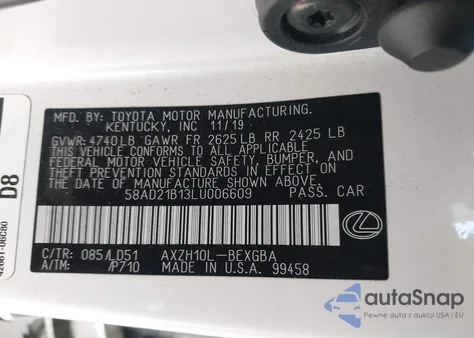 MFD. BY: TOYOTA MOTOR MANUFACTURING.
KENTUCKY, INC 11/19
GVWR: 4740LB GAWR FR 2625LB RR 2425 LB
THIS VEHICLE CONFORMS TO ALL APPLICABLE
FEDERAL MOTOR VEHICLE SAFETY, BUMPER, AND
THEFT PREVENTION STANDARDS IN EFFECT ON
THE DATE OF MANUFACTURE SHOWN ABOVE.
58AD21B13LU006609 PASS. CAR
C/TR: 085/LD51 AXZH10L-BEXGBA
A/TM: /P710 MADE IN U.S.A. 99458
D8
42661-06C80
autaSnap
Pewne auta z aukcji w USA i EU